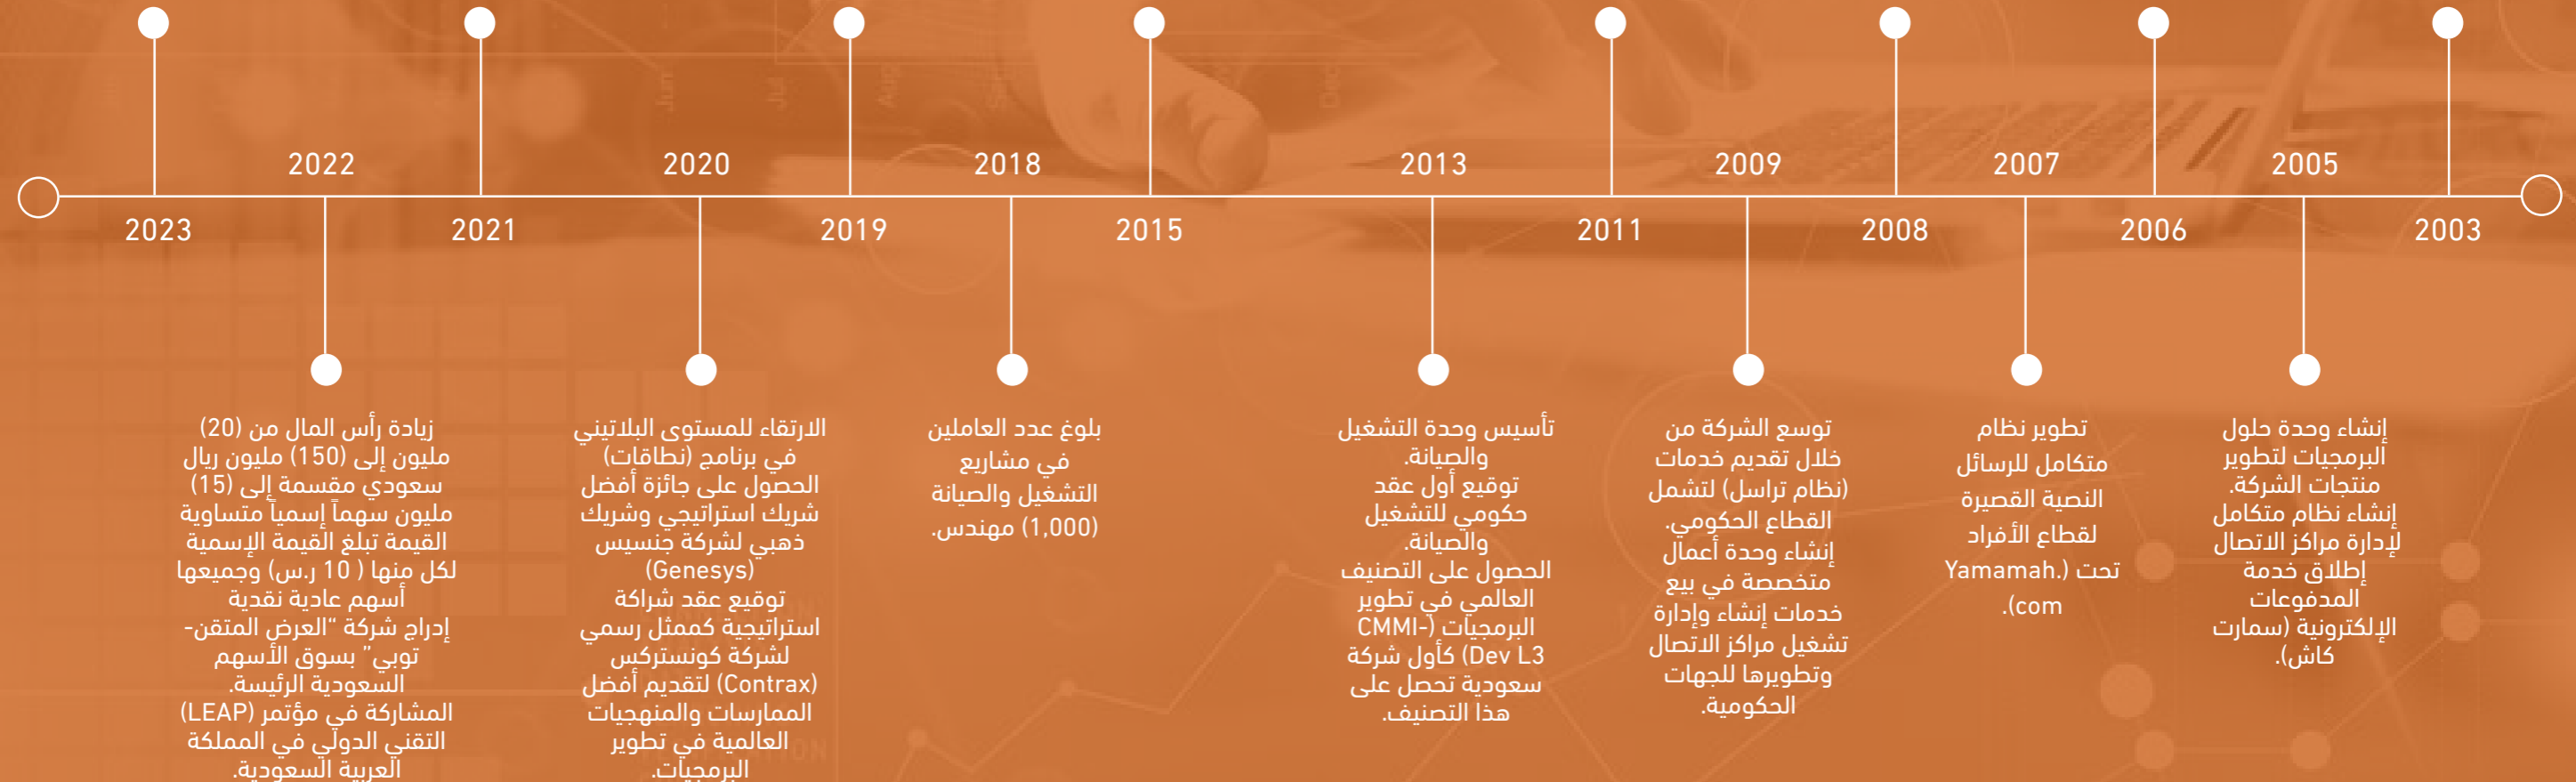 2005
2007
2009
2013
2018
2020
2022
2003
2006
2008
2011
2015
2019
2021
2023
إنشاء وحدة حلول
البرمجيات لتطوير
منتجات الشركة.
إنشاء نظام متكامل
لإدارة مراكز الاتصال
إطلاق خدمة
المدفوعات
الإلكترونية (سمارت
كاش).
تطوير نظام
متكامل للرسائل
النصية القصيرة
لقطاع الأفراد
تحت (Yamamah.
com).
توسع الشركة من
خلال تقديم خدمات
(نظام تراسل) لتشمل
القطاع الحكومي.
إنشاء وحدة أعمال
متخصصة في بيع
خدمات إنشاء وإدارة
تشغيل مراكز الاتصال
وتطويرها للجهات
الحكومية.
تأسيس وحدة التشغيل
والصيانة.
توقيع أول عقد
حكومي للتشغيل
والصيانة.
الحصول على التصنيف
العالمي في تطوير
البرمجيات (CMMI-
Dev L3) كأول شركة
سعودية تحصل على
هذا التصنيف.
بلوغ عدد العاملين
في مشاريع
التشغيل والصيانة
(1,000) مهندس.
الارتقاء للمستوى البلاتيني
في برنامج (نطاقات)
الحصول على جائزة أفضل
شريك استراتيجي وشريك
ذهبي لشركة جنسيس
(Genesys)
توقيع عقد شراكة
استراتيجية كممثل رسمي
لشركة كونستركس
(Contrax) لتقديم أفضل
الممارسات والمنهجيات
العالمية في تطوير
البرمجيات.
زيادة رأس المال من (20)
مليون إلى (150) مليون ريال
سعودي مقسمة إلى (15)
مليون سهماً إسمياً متساوية
القيمة تبلغ القيمة الإسمية
لكل منها ( 10 ر.س) وجميعها
أسهم عادية نقدية
إدراج شركة "العرض المتقن-
توبي" بسوق الأسهم
السعودية الرئيسة.
المشاركة في مؤتمر (LEAP)
التقني الدولي في المملكة
العربية السعودية.